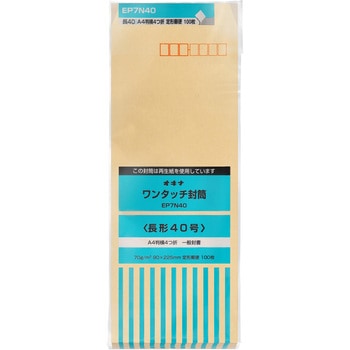 EP7N40
長40 A4判横4つ折 定形郵便 100枚
この封筒は再生紙を使用しています
オキナ
ワンタッチ封筒
EP7N40
〈長形40号〉
A4判横4つ折 一般封書
70g/m² 90×225mm 定形郵便 100枚